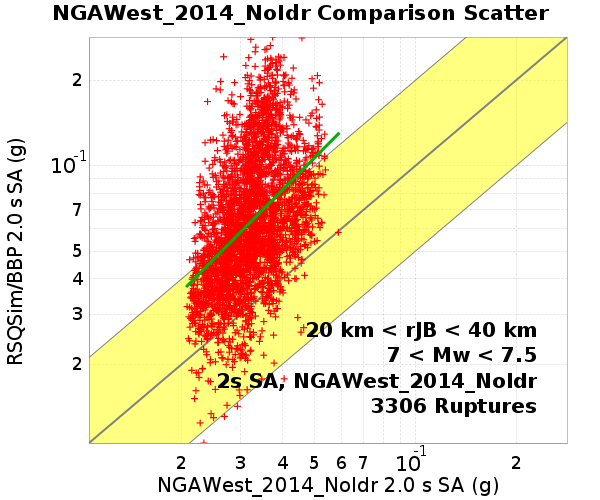 NGAWest_2014_NoIdr Comparison Scatter
RSQSim/BBP 2.0 s SA (g)
2
10-1
7
5
4
3
2
20 km < rJB < 40 km
7 < Mw < 7.5
2s SA, NGAWest_2014_NoIdr
3306 Ruptures
2 3 4 5 6 7 10-1 2
NGAWest_2014_NoIdr 2.0 s SA (g)